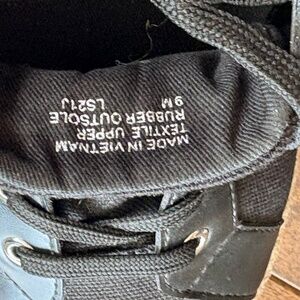 MADE IN VIETNAM
TEXTILE UPPER
RUBBER OUTSOLE
LS21J
9M